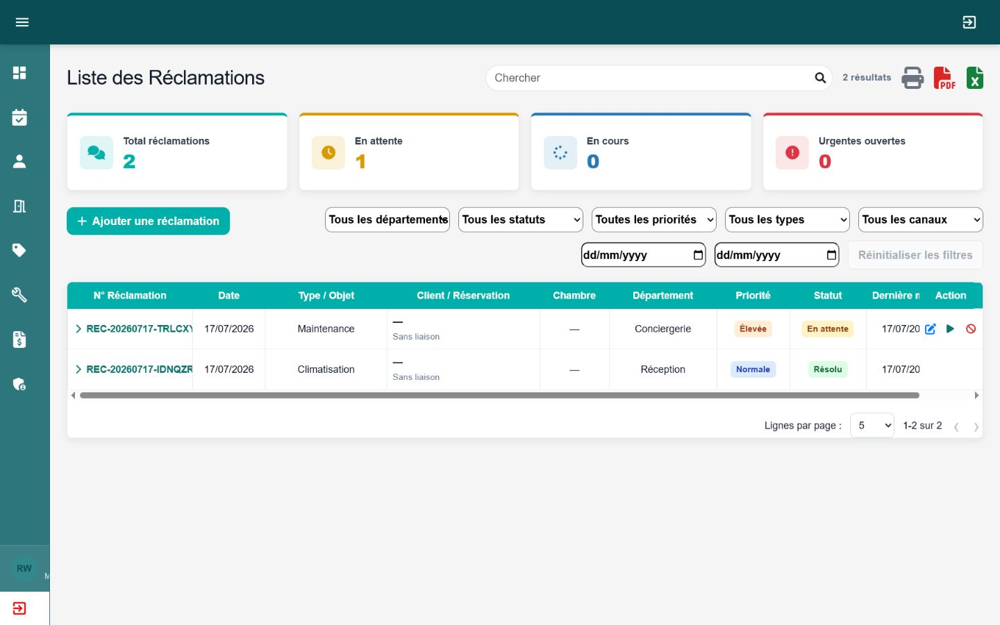 Liste des Réclamations
Chercher
2 résultats
PDF
X
Total réclamations
2
En attente
1
En cours
0
Urgentes ouvertes
0
+ Ajouter une réclamation
Tous les départements
Tous les statuts
Toutes les priorités
Tous les types
Tous les canaux
dd/mm/yyyy
dd/mm/yyyy
Réinitialiser les filtres
N° Réclamation Date Type / Objet Client / Réservation Chambre Département Priorité Statut Dernière Action
REC-20260717-TRLCXY 17/07/2026 Maintenance — — Conciergerie Élevée En attente 17/07/20
Sans liaison
REC-20260717-IDNQZR 17/07/2026 Climatisation — — Réception Normale Résolu 17/07/20
Sans liaison
Lignes par page : 5 1-2 sur 2
RW
M